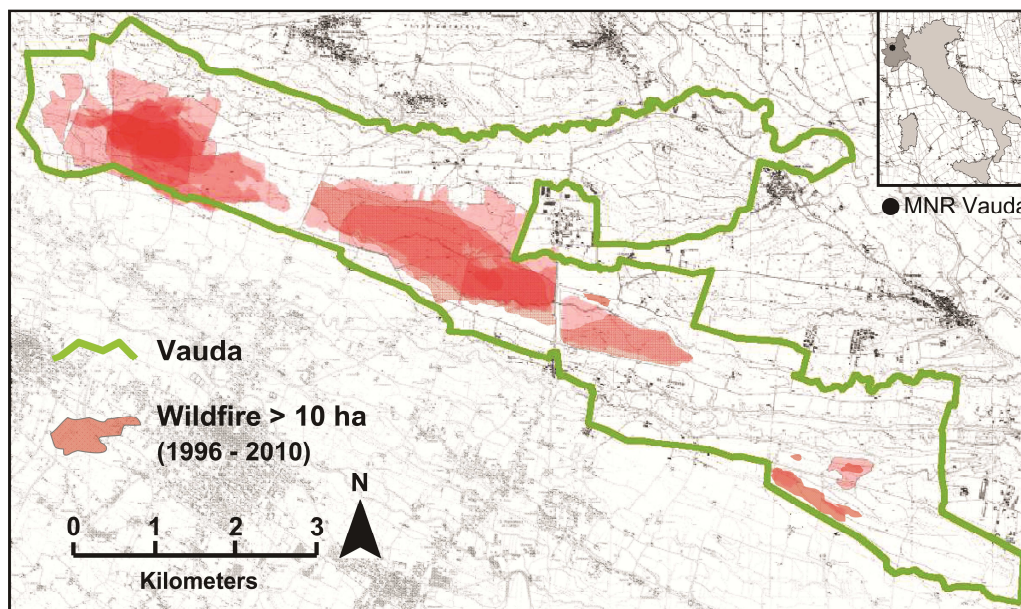 MNR Vauda
Vauda
Wildfire > 10 ha
(1996 - 2010)
N
0 1 2 3
Kilometers